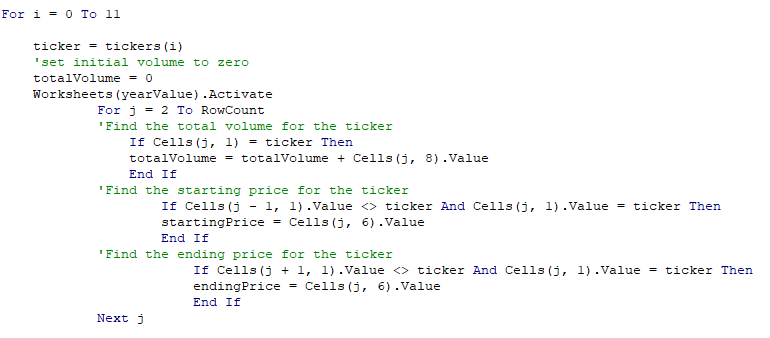 For i = 0 To 11
ticker = tickers(i)
'set initial volume to zero
totalVolume = 0
Worksheets(yearValue).Activate
For j = 2 To RowCount
'Find the total volume for the ticker
If Cells(j, 1) = ticker Then
totalVolume = totalVolume + Cells(j, 8).Value
End If
'Find the starting price for the ticker
If Cells(j - 1, 1).Value <> ticker And Cells(j, 1).Value = ticker Then
startingPrice = Cells(j, 6).Value
End If
'Find the ending price for the ticker
If Cells(j + 1, 1).Value <> ticker And Cells(j, 1).Value = ticker Then
endingPrice = Cells(j, 6).Value
End If
Next j